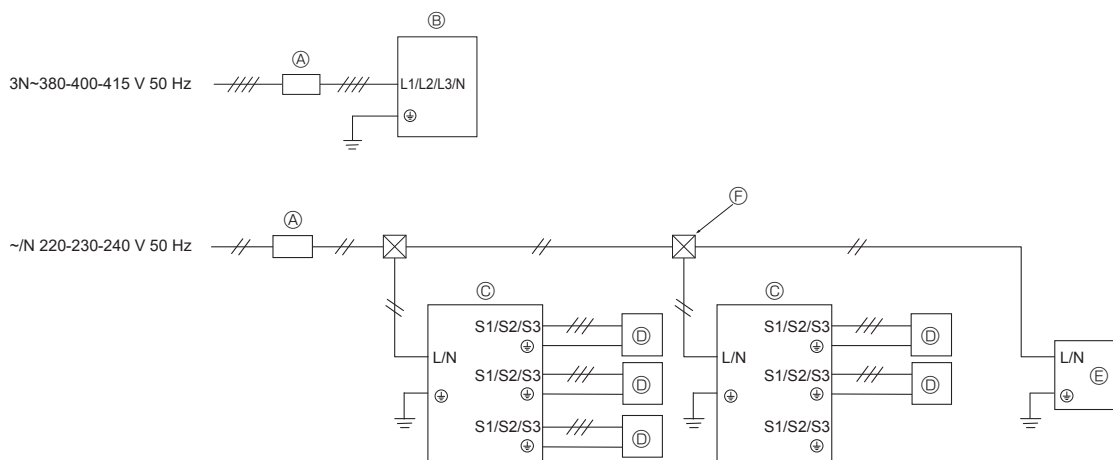 Ⓑ
Ⓐ
3N~380-400-415 V 50 Hz
L1/L2/L3/N
⏚
Ⓕ
Ⓐ
~/N 220-230-240 V 50 Hz
Ⓒ Ⓒ
S1/S2/S3 Ⓓ S1/S2/S3 Ⓓ
⏚ ⏚
L/N L/N L/N
S1/S2/S3 Ⓓ S1/S2/S3 Ⓓ Ⓔ
⏚ ⏚ ⏚ ⏚ ⏚
S1/S2/S3 Ⓓ S1/S2/S3
⏚ ⏚